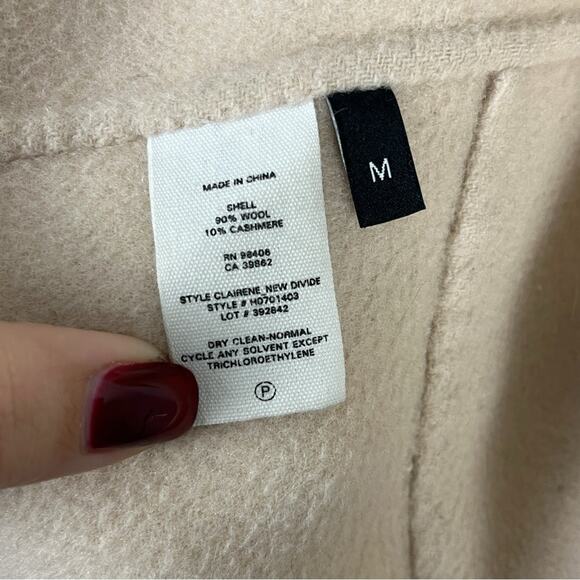 MADE IN CHINA
SHELL
90% WOOL
10% CASHMERE
RN 98406
CA 39862
STYLE CLAIRENE_NEW DIVIDE
STYLE # H0701403
LOT # 392842
DRY CLEAN-NORMAL
CYCLE ANY SOLVENT EXCEPT
TRICHLOROETHYLENE
P
M